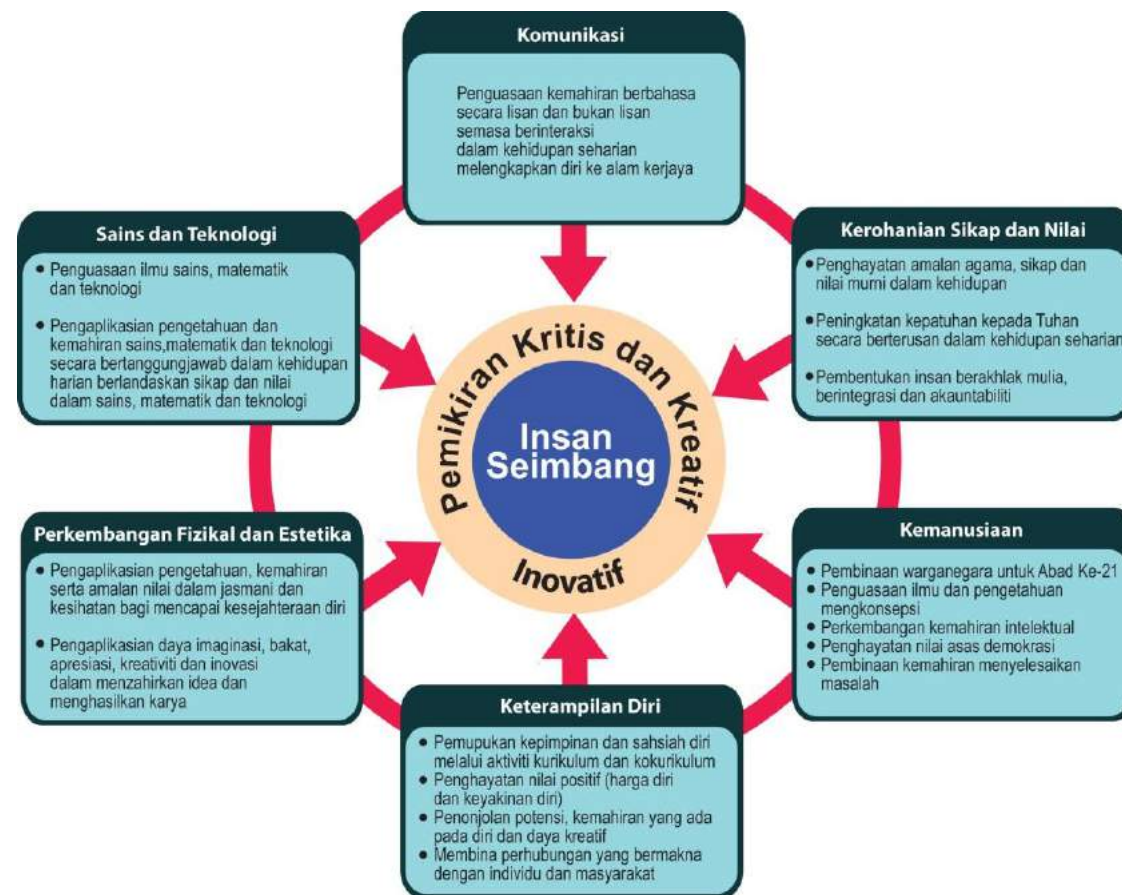 Komunikasi
Penguasaan kemahiran berbahasa
secara lisan dan bukan lisan
semasa berinteraksi
dalam kehidupan seharian
melengkapkan diri ke alam kerjaya
Sains dan Teknologi
• Penguasaan ilmu sains, matematik
dan teknologi
• Pengaplikasian pengetahuan dan
kemahiran sains,matematik dan teknologi
secara bertanggungjawab dalam kehidupan
harian berlandaskan sikap dan nilai
dalam sains, matematik dan teknologi
Kerohanian Sikap dan Nilai
• Penghayatan amalan agama, sikap dan
nilai murni dalam kehidupan
• Peningkatan kepatuhan kepada Tuhan
secara berterusan dalam kehidupan seharian
• Pembentukan insan berakhlak mulia,
berintegrasi dan akauntabiliti
Pemikiran Kritis dan Kreatif
Insan
Seimbang
Inovatif
Perkembangan Fizikal dan Estetika
• Pengaplikasian pengetahuan, kemahiran
serta amalan nilai dalam jasmani dan
kesihatan bagi mencapai kesejahteraan diri
• Pengaplikasian daya imaginasi, bakat,
apresiasi, kreativiti dan inovasi
dalam menzahirkan idea dan
menghasilkan karya
Kemanusiaan
• Pembinaan warganegara untuk Abad Ke-21
• Penguasaan ilmu dan pengetahuan
mengkonsepsi
• Perkembangan kemahiran intelektual
• Penghayatan nilai asas demokrasi
• Pembinaan kemahiran menyelesaikan
masalah
Keterampilan Diri
• Pemupukan kepimpinan dan sahsiah diri
melalui aktiviti kurikulum dan kokurikulum
• Penghayatan nilai positif (harga diri
dan keyakinan diri)
• Penonjolan potensi, kemahiran yang ada
pada diri dan daya kreatif
• Membina perhubungan yang bermakna
dengan individu dan masyarakat